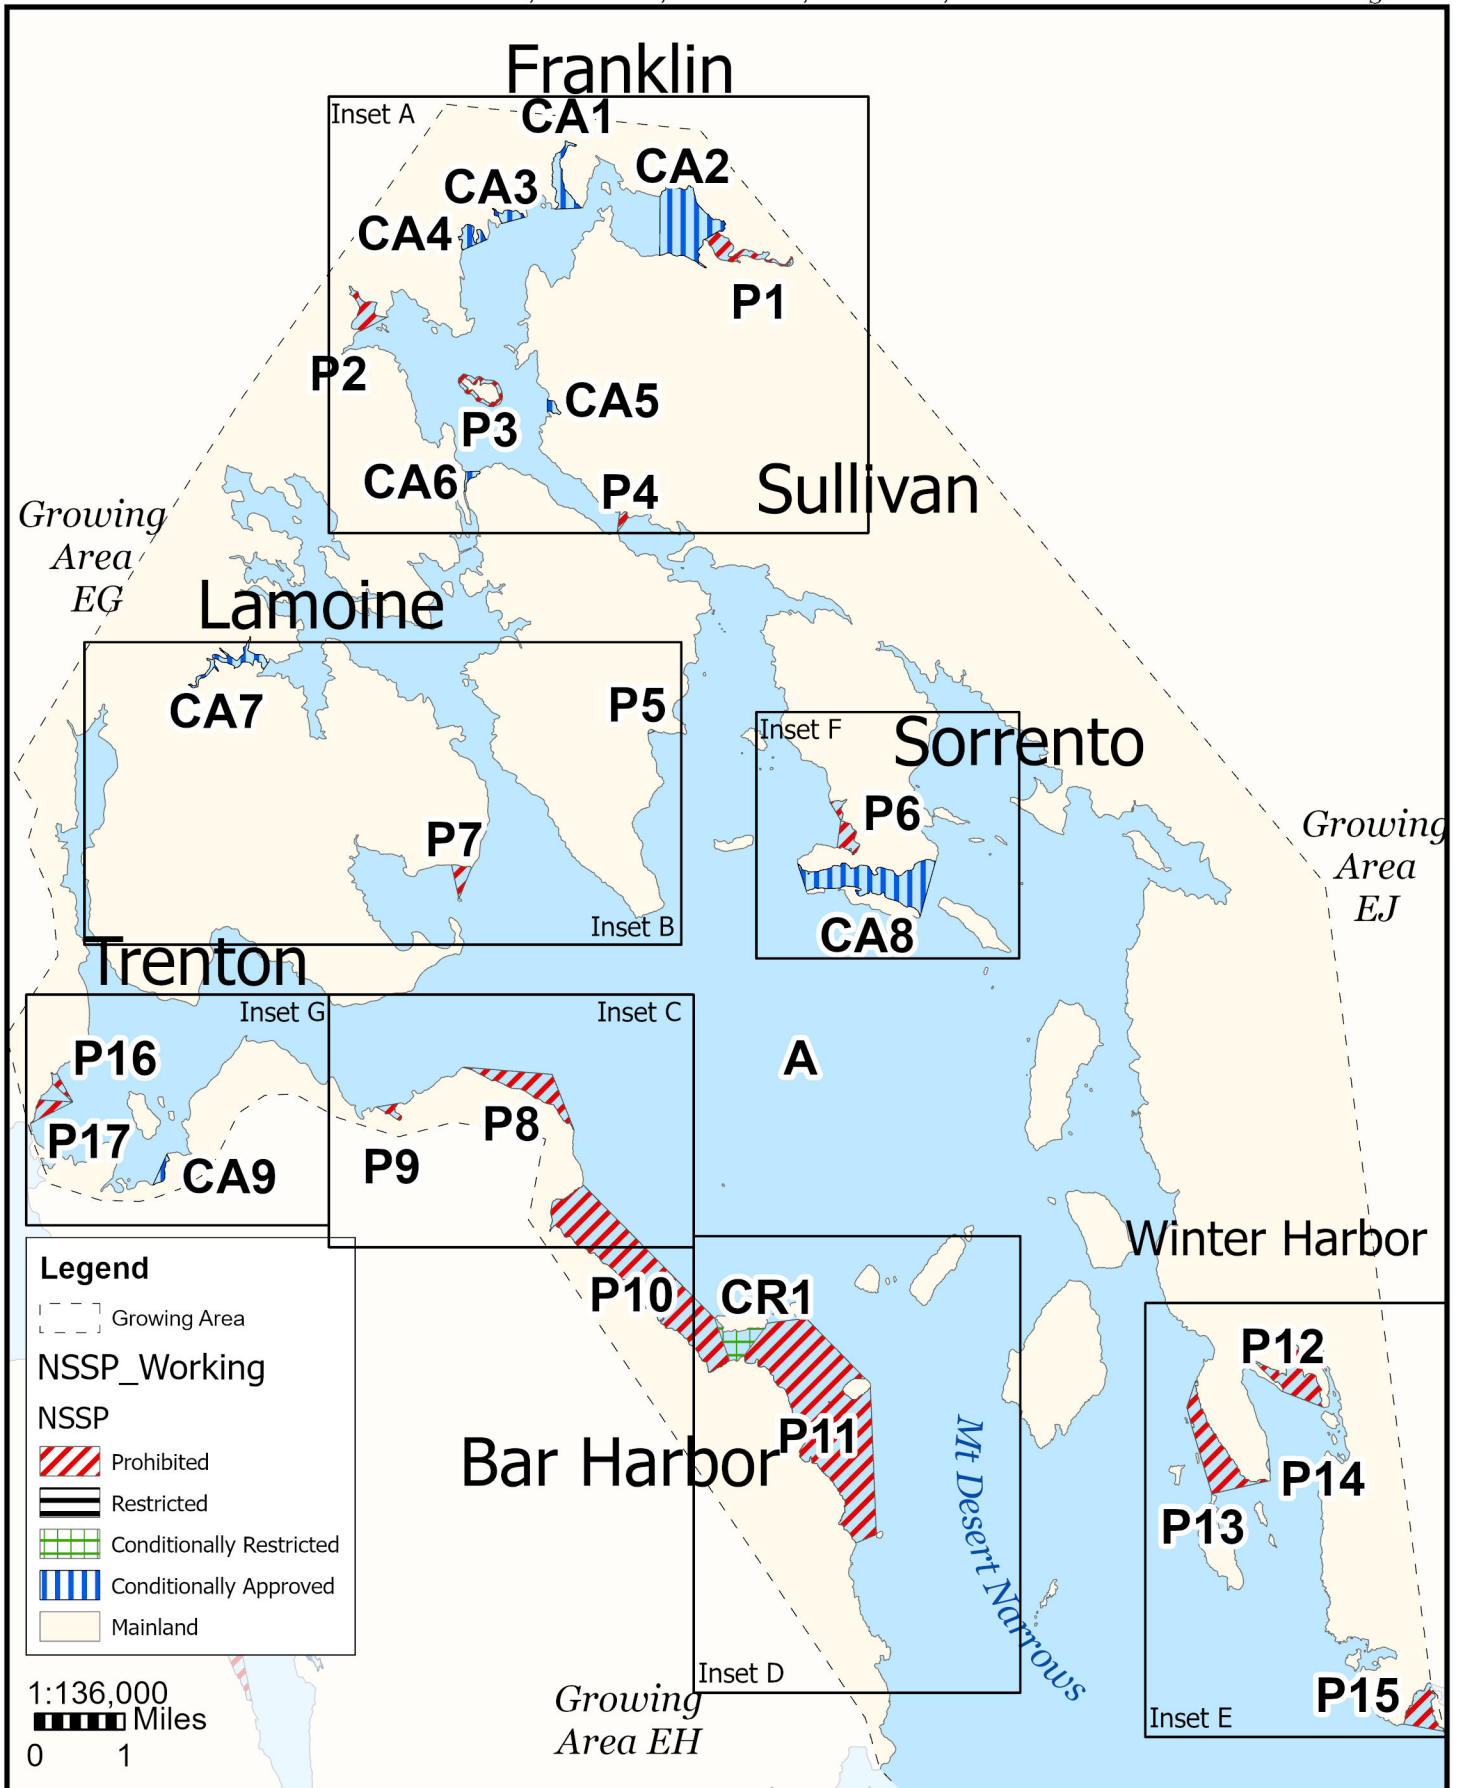 Franklin
Inset A
CA1
CA2
CA3
CA4
P1
P2
CA5
P3
CA6
P4
Sullivan
Growing
Area
EG
Lamoine
CA7
P5
Inset F
Sorrento
P6
P7
Growing
Area
EJ
Inset B
CA8
Trenton
Inset G
Inset C
P16
A
P8
P17
P9
CA9
Winter Harbor
Legend
Growing Area
NSSP_Working
NSSP
Prohibited
Restricted
Conditionally Restricted
Conditionally Approved
Mainland
P10
CR1
P12
P11
Bar Harbor
P14
P13
Mt Desert Narrows
Inset D
P15
Inset E
1:136,000
Miles
0 1
Growing
Area EH